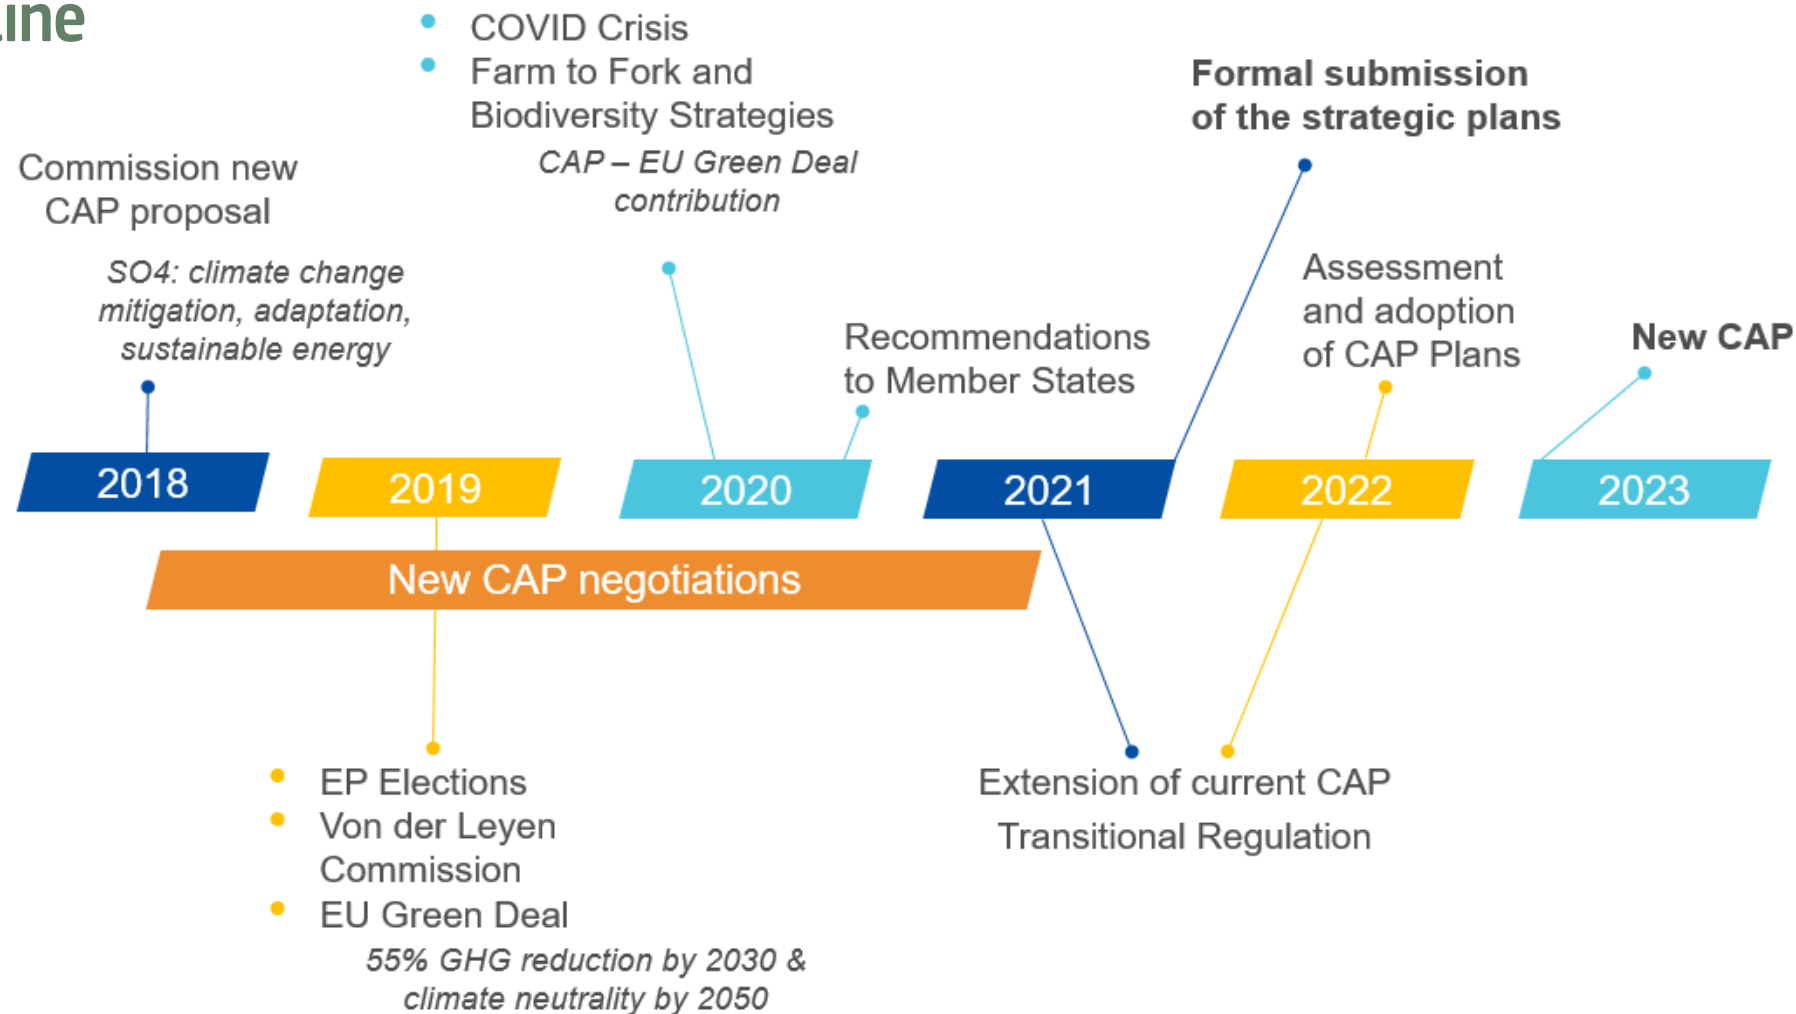 COVID Crisis
Farm to Fork and
Biodiversity Strategies
CAP – EU Green Deal
contribution
Formal submission
of the strategic plans
Commission new
CAP proposal
SO4: climate change
mitigation, adaptation,
sustainable energy
Recommendations
to Member States
Assessment
and adoption
of CAP Plans
New CAP
2018
2019
2020
2021
2022
2023
New CAP negotiations
EP Elections
Von der Leyen
Commission
EU Green Deal
55% GHG reduction by 2030 &
climate neutrality by 2050
Extension of current CAP
Transitional Regulation